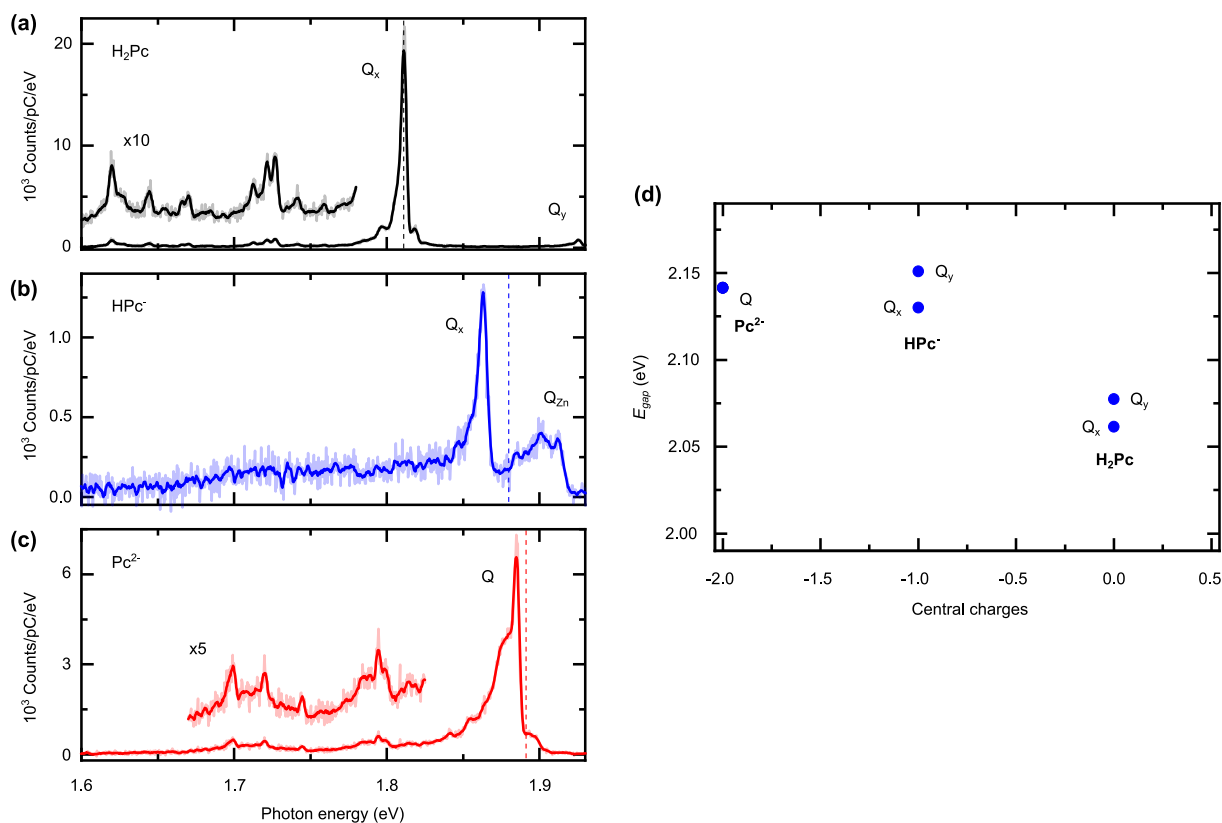 (a)
H₂Pc
Qₓ
Q_y
x10
20
10
0
10³ Counts/pC/eV
(b)
HPc⁻
Qₓ
Q_Zn
1.0
0.5
0.0
10³ Counts/pC/eV
(c)
Pc²⁻
Q
x5
6
3
0
10³ Counts/pC/eV
1.6 1.7 1.8 1.9
Photon energy (eV)
(d)
2.15
2.10
2.05
2.00
E_gap (eV)
Q
Pc²⁻
Q_y
Qₓ
HPc⁻
Q_y
Qₓ
H₂Pc
-2.0 -1.5 -1.0 -0.5 0.0 0.5
Central charges